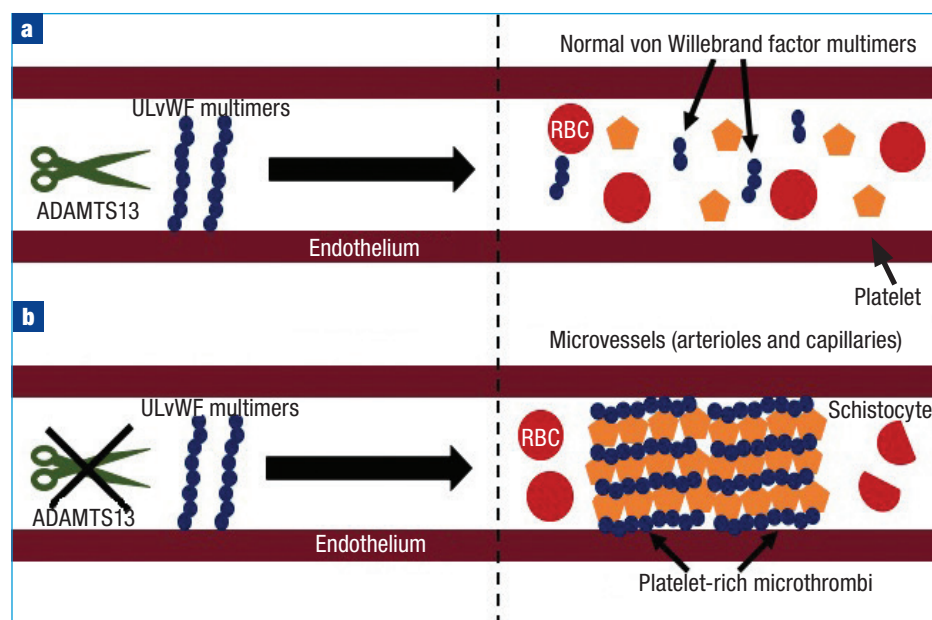 a
Normal von Willebrand factor multimers
ULvWF multimers
RBC
ADAMTS13
Endothelium
Platelet
b
Microvessels (arterioles and capillaries)
ULvWF multimers
Schistocyte
RBC
ADAMTS13
Endothelium
Platelet-rich microthrombi